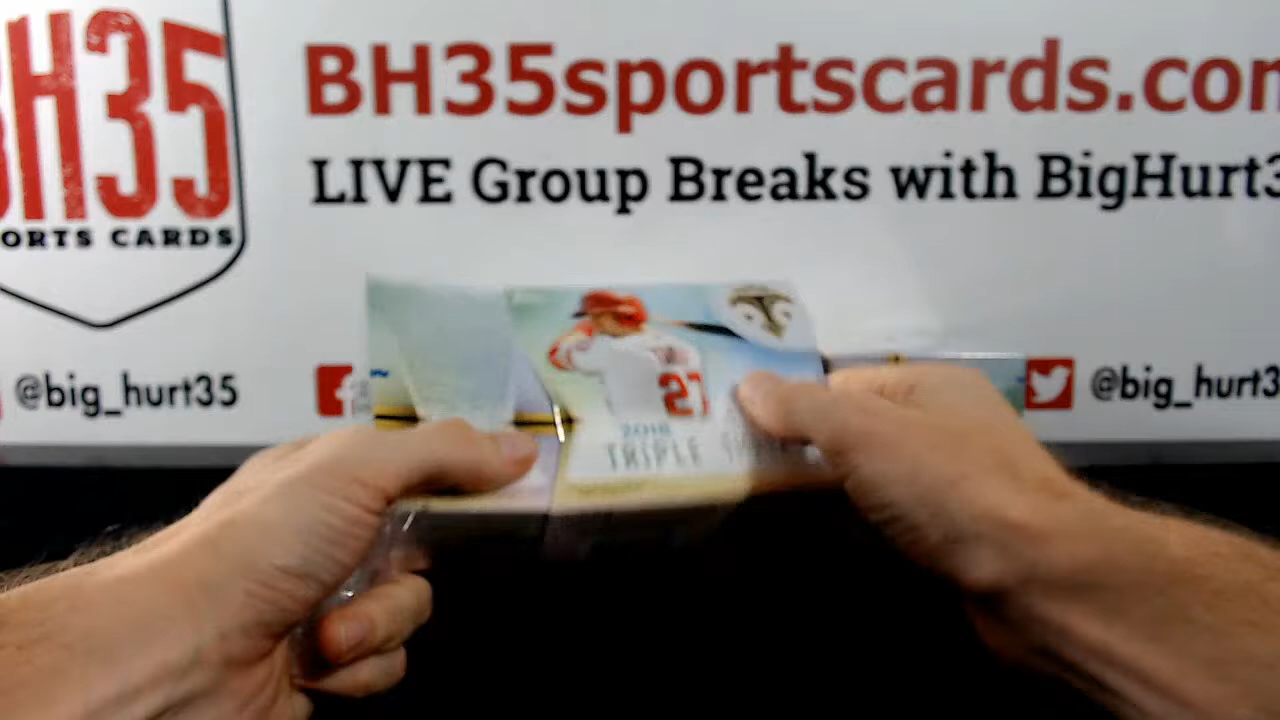 BH35
ORTS CARDS
BH35sportscards.com
LIVE Group Breaks with BigHurt3
@big_hurt35
@big_hurt3
27
2018
TRIPLE